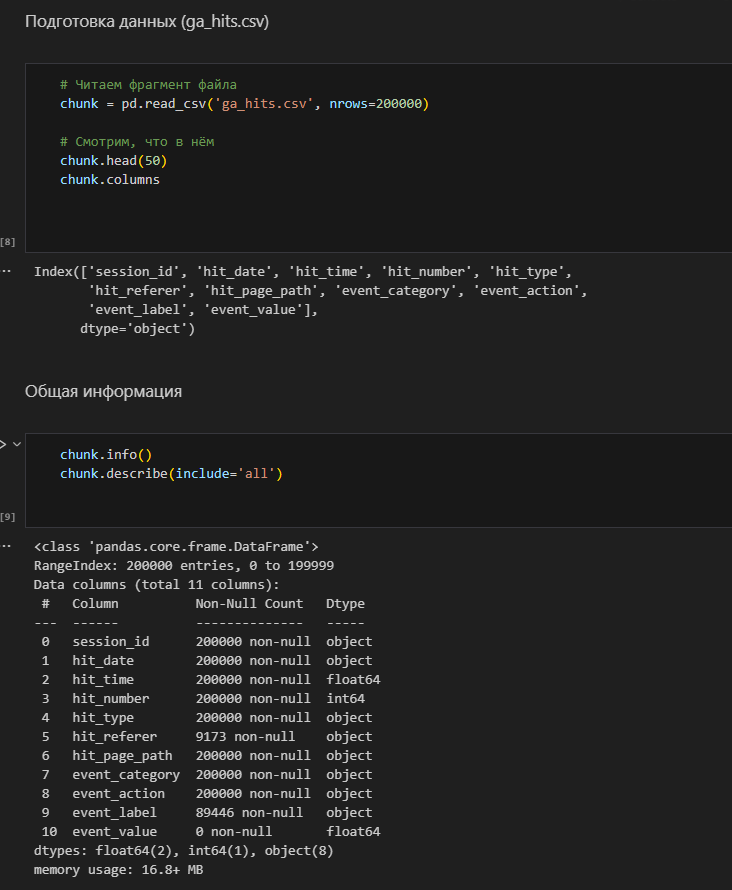 Подготовка данных (ga_hits.csv)
# Читаем фрагмент файла
chunk = pd.read_csv('ga_hits.csv', nrows=200000)
# Смотрим, что в нём
chunk.head(50)
chunk.columns
[8]
... Index(['session_id', 'hit_date', 'hit_time', 'hit_number', 'hit_type',
'hit_referer', 'hit_page_path', 'event_category', 'event_action',
'event_label', 'event_value'],
dtype='object')
Общая информация
chunk.info()
chunk.describe(include='all')
[9]
... <class 'pandas.core.frame.DataFrame'>
RangeIndex: 200000 entries, 0 to 199999
Data columns (total 11 columns):
# Column Non-Null Count Dtype
--- ------ -------------- -----
0 session_id 200000 non-null object
1 hit_date 200000 non-null object
2 hit_time 200000 non-null float64
3 hit_number 200000 non-null int64
4 hit_type 200000 non-null object
5 hit_referer 9173 non-null object
6 hit_page_path 200000 non-null object
7 event_category 200000 non-null object
8 event_action 200000 non-null object
9 event_label 89446 non-null object
10 event_value 0 non-null float64
dtypes: float64(2), int64(1), object(8)
memory usage: 16.8+ MB